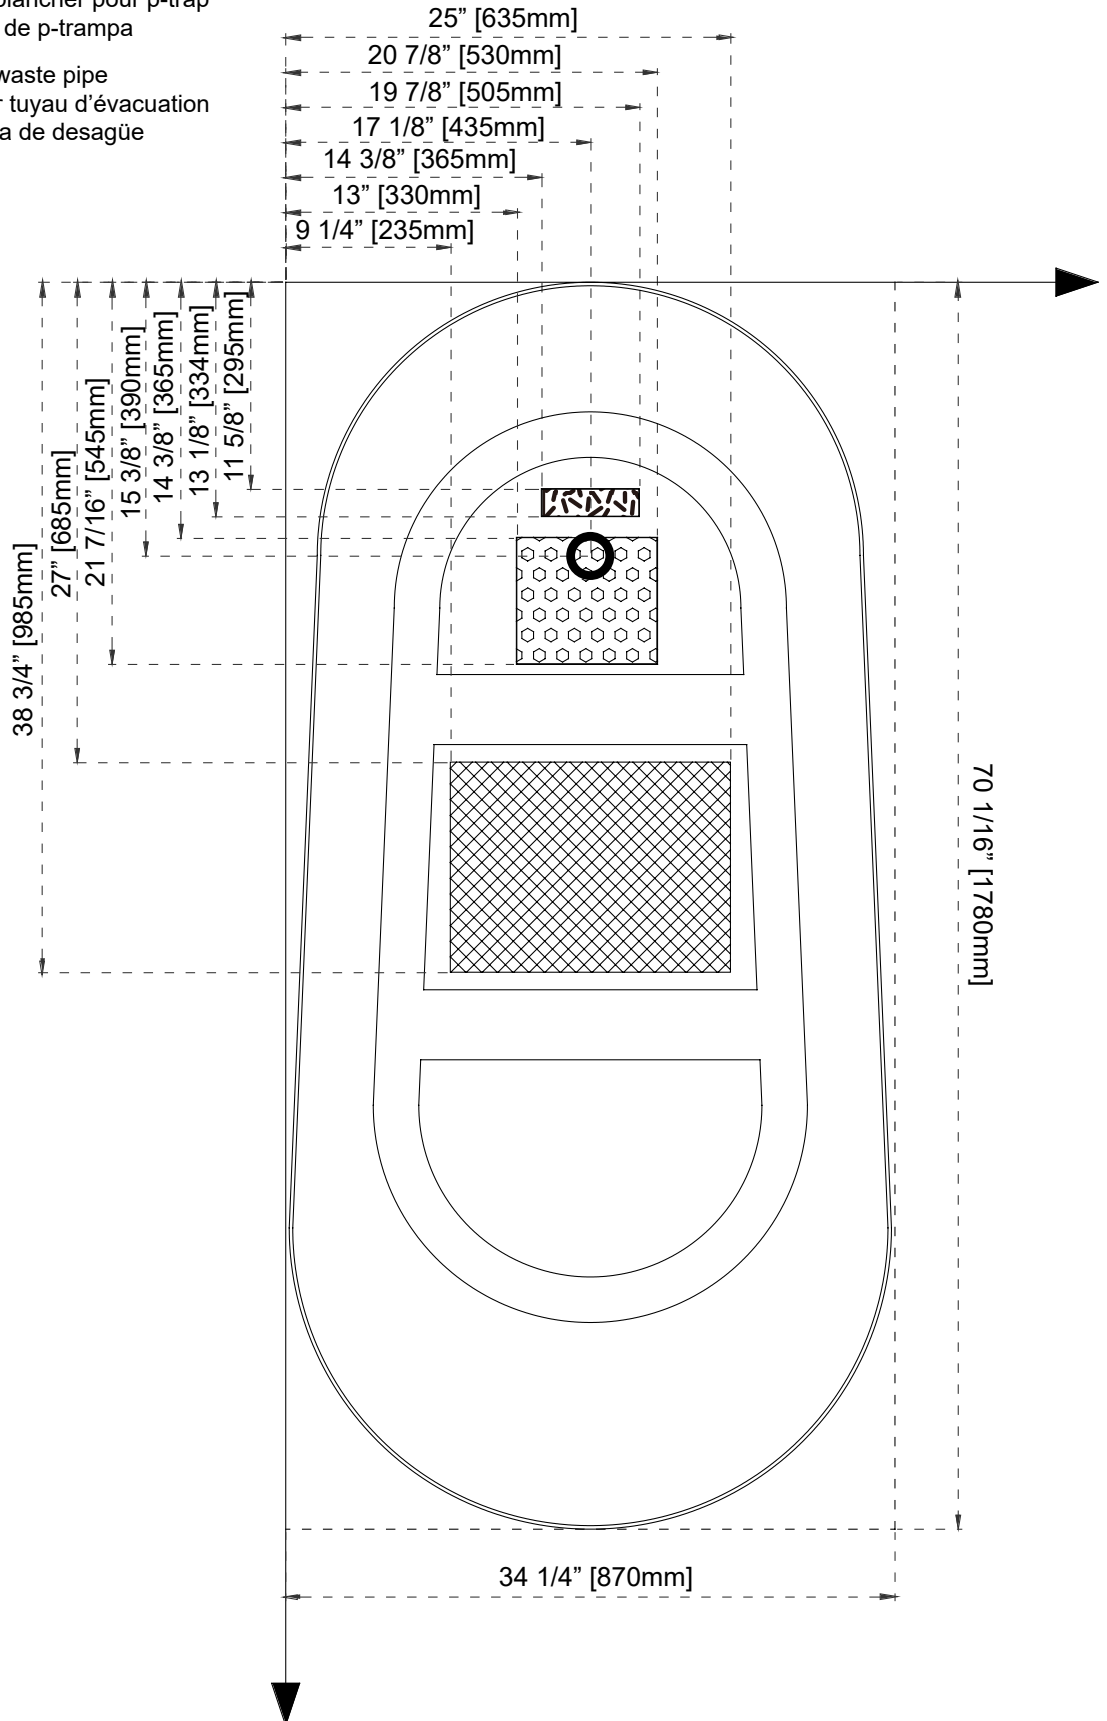 plancher pour p-trap
de p-trampa
waste pipe
tuyau d’évacuation
de desagüe
25” [635mm]
20 7/8” [530mm]
19 7/8” [505mm]
17 1/8” [435mm]
14 3/8” [365mm]
13” [330mm]
9 1/4” [235mm]
38 3/4” [985mm]
27” [685mm]
21 7/16” [545mm]
15 3/8” [390mm]
14 3/8” [365mm]
13 1/8” [334mm]
11 5/8” [295mm]
70 1/16” [1780mm]
34 1/4” [870mm]